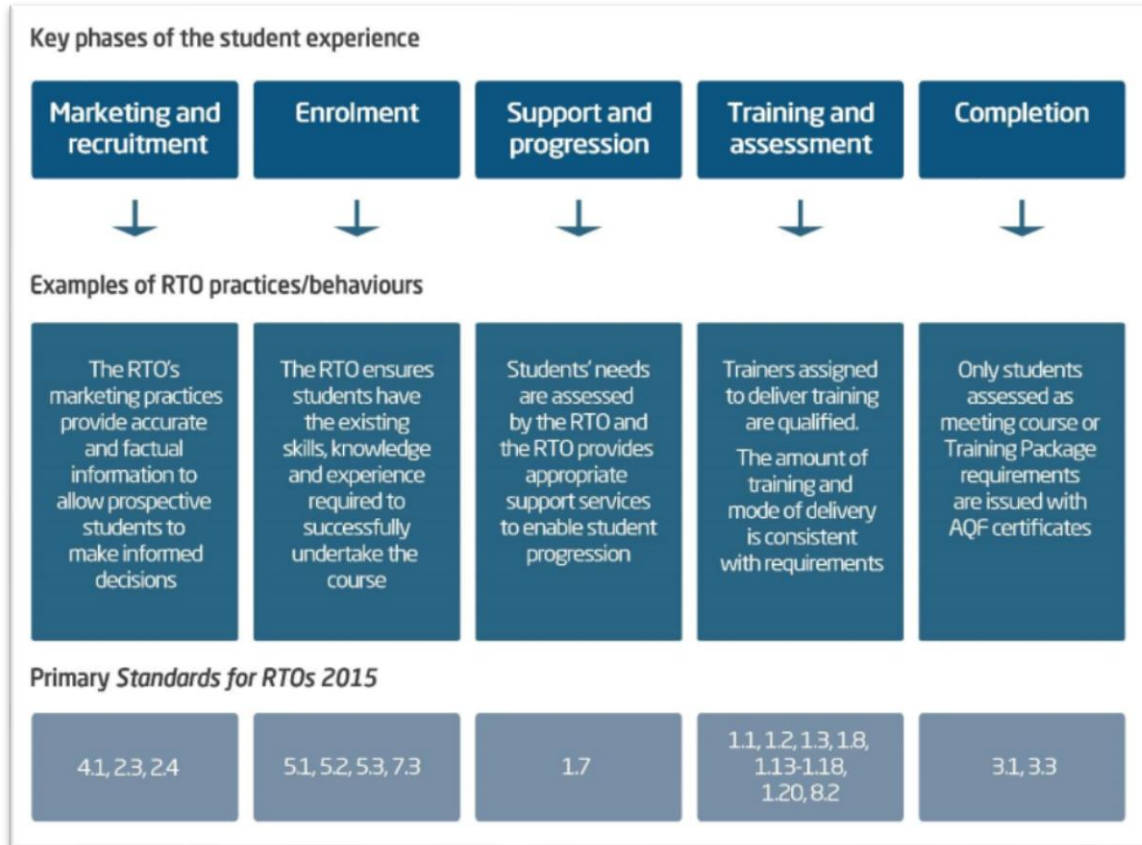 Key phases of the student experience
Marketing and
recruitment
Enrolment
Support and
progression
Training and
assessment
Completion
Examples of RTO practices/behaviours
The RTO's
marketing practices
provide accurate
and factual
information to
allow prospective
students to
make informed
decisions
The RTO ensures
students have
the existing
skills, knowledge
and experience
required to
successfully
undertake the
course
Students' needs
are assessed
by the RTO and
the RTO provides
appropriate
support services
to enable student
progression
Trainers assigned
to deliver training
are qualified.
The amount of
training and
mode of delivery
is consistent
with requirements
Only students
assessed as
meeting course or
Training Package
requirements
are issued with
AQF certificates
Primary Standards for RTOs 2015
4.1, 2.3, 2.4
5.1, 5.2, 5.3, 7.3
1.7
1.1, 1.2, 1.3, 1.8,
1.13-1.18,
1.20, 8.2
3.1, 3.3